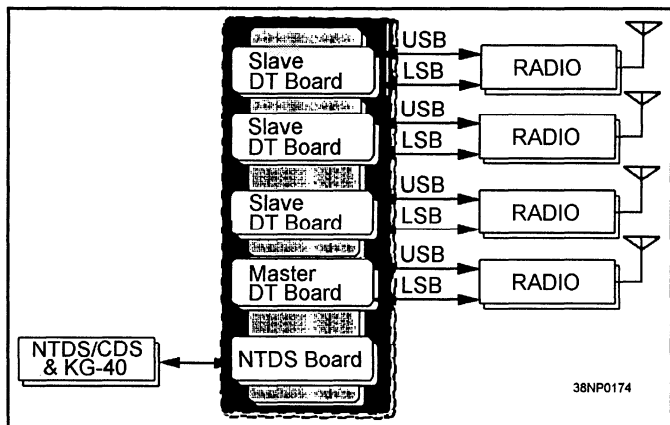 Slave
DT Board
USB
LSB
RADIO
Slave
DT Board
USB
LSB
RADIO
Slave
DT Board
USB
LSB
RADIO
Master
DT Board
USB
LSB
RADIO
NTDS/CDS
& KG-40
NTDS Board
38NP0174